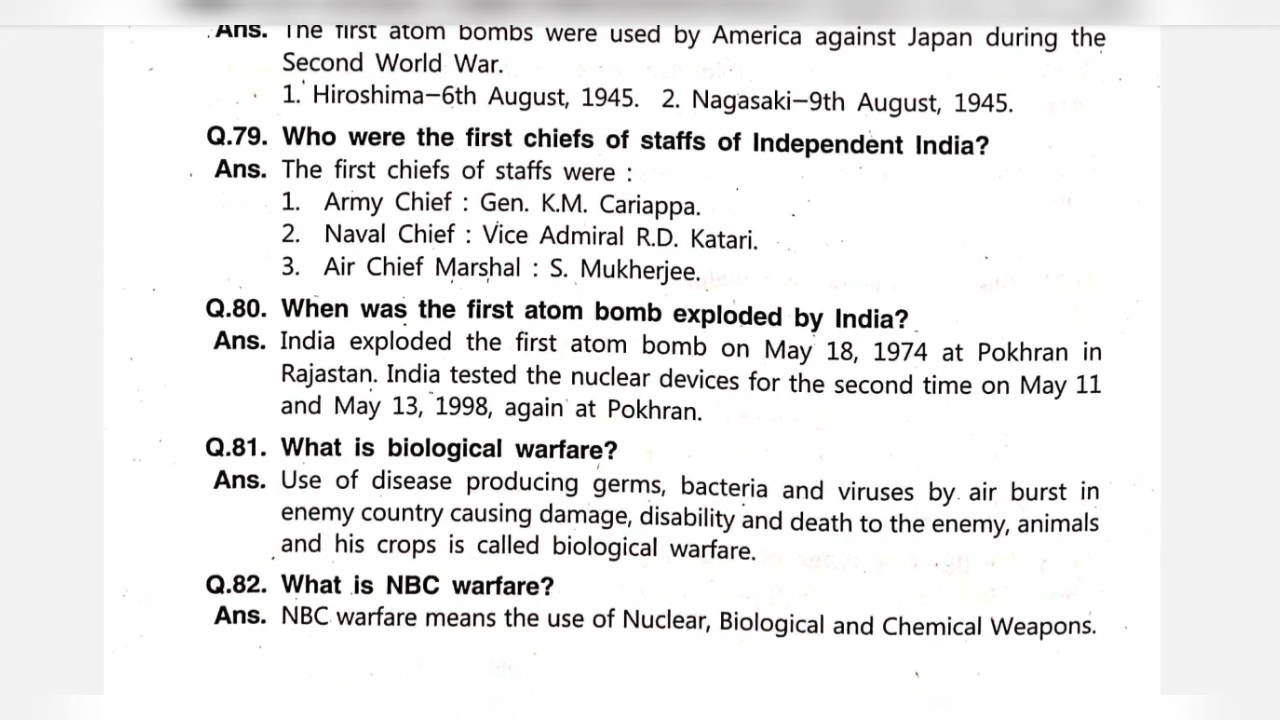 Ans. The first atom bombs were used by America against Japan during the
Second World War.
1. Hiroshima–6th August, 1945. 2. Nagasaki–9th August, 1945.
Q.79. Who were the first chiefs of staffs of Independent India?
Ans. The first chiefs of staffs were :
1. Army Chief : Gen. K.M. Cariappa.
2. Naval Chief : Vice Admiral R.D. Katari.
3. Air Chief Marshal : S. Mukherjee.
Q.80. When was the first atom bomb exploded by India?
Ans. India exploded the first atom bomb on May 18, 1974 at Pokhran in
Rajastan. India tested the nuclear devices for the second time on May 11
and May 13, 1998, again at Pokhran.
Q.81. What is biological warfare?
Ans. Use of disease producing germs, bacteria and viruses by air burst in
enemy country causing damage, disability and death to the enemy, animals
and his crops is called biological warfare.
Q.82. What is NBC warfare?
Ans. NBC warfare means the use of Nuclear, Biological and Chemical Weapons.